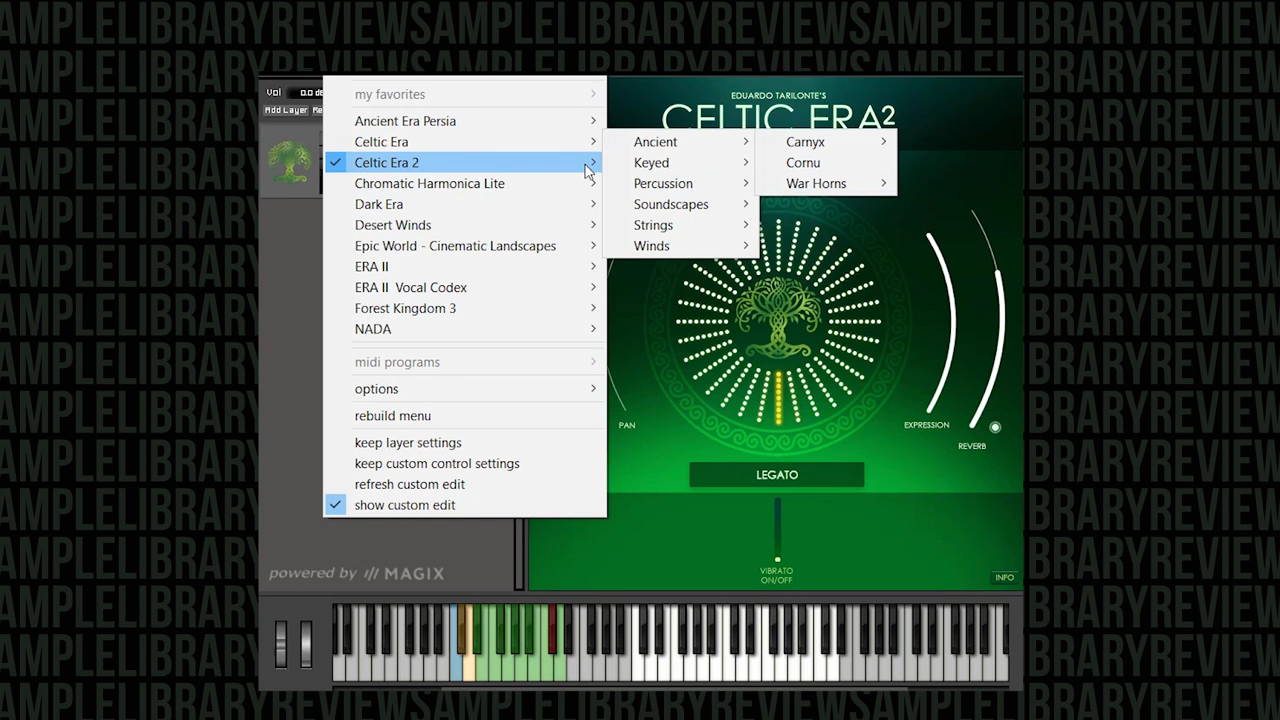 SAMPLELIBRARYREVIEWS
Vol 0.0 dB
Add Layer
EDUARDO TARILONTE'S
CELTIC ERA2
my favorites
Ancient Era Persia
Celtic Era
Celtic Era 2
Chromatic Harmonica Lite
Dark Era
Desert Winds
Epic World - Cinematic Landscapes
ERA II
ERA II Vocal Codex
Forest Kingdom 3
NADA
midi programs
options
rebuild menu
keep layer settings
keep custom control settings
refresh custom edit
show custom edit
Ancient
Keyed
Percussion
Soundscapes
Strings
Winds
Carnyx
Cornu
War Horns
PAN
EXPRESSION
REVERB
LEGATO
VIBRATO
ON/OFF
INFO
powered by MAGIX